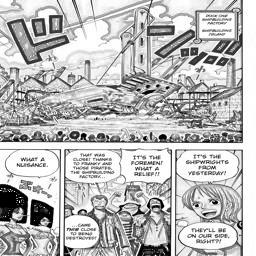 DOCK ONE
SHIPBUILDING
FACTORY
SHIPBUILDING
ISLAND
IT'S THE
SHIPWRIGHTS
FROM
YESTERDAY!
THEY'LL BE
ON OUR SIDE,
RIGHT?!
IT'S THE
FOREMEN!
WHAT A
RELIEF!!
THAT WAS
CLOSE! THANKS
TO FRANKY AND
THOSE PIRATES,
THE SHIPBUILDING
FACTORY...
...CAME
THIS CLOSE TO
BEING
DESTROYED!
WHAT A
NUISANCE.